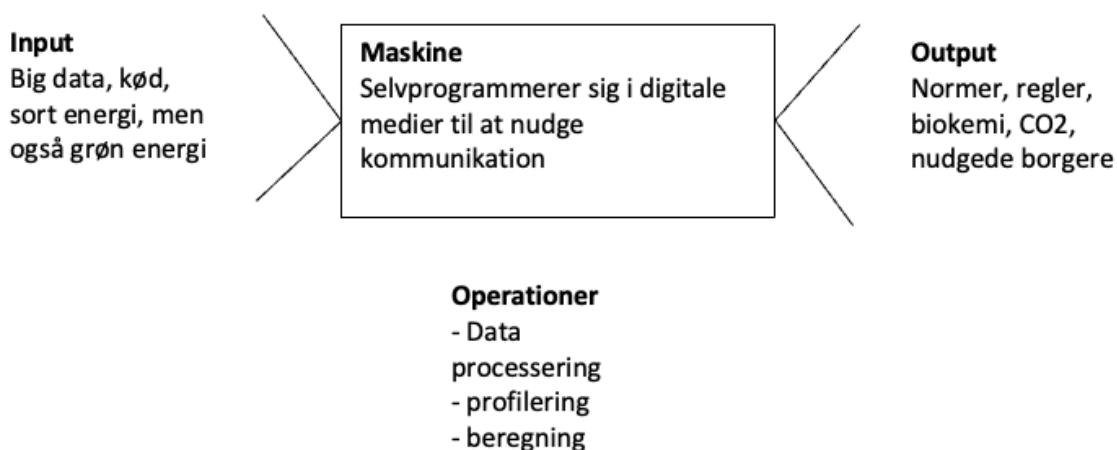 Input
Big data, kød,
sort energi, men
også grøn energi
Maskine
Selvprogrammerer sig i digitale
medier til at nudge
kommunikation
Output
Normer, regler,
biokemi, CO2,
nudgede borgere
Operationer
- Data
processering
- profilering
- beregning